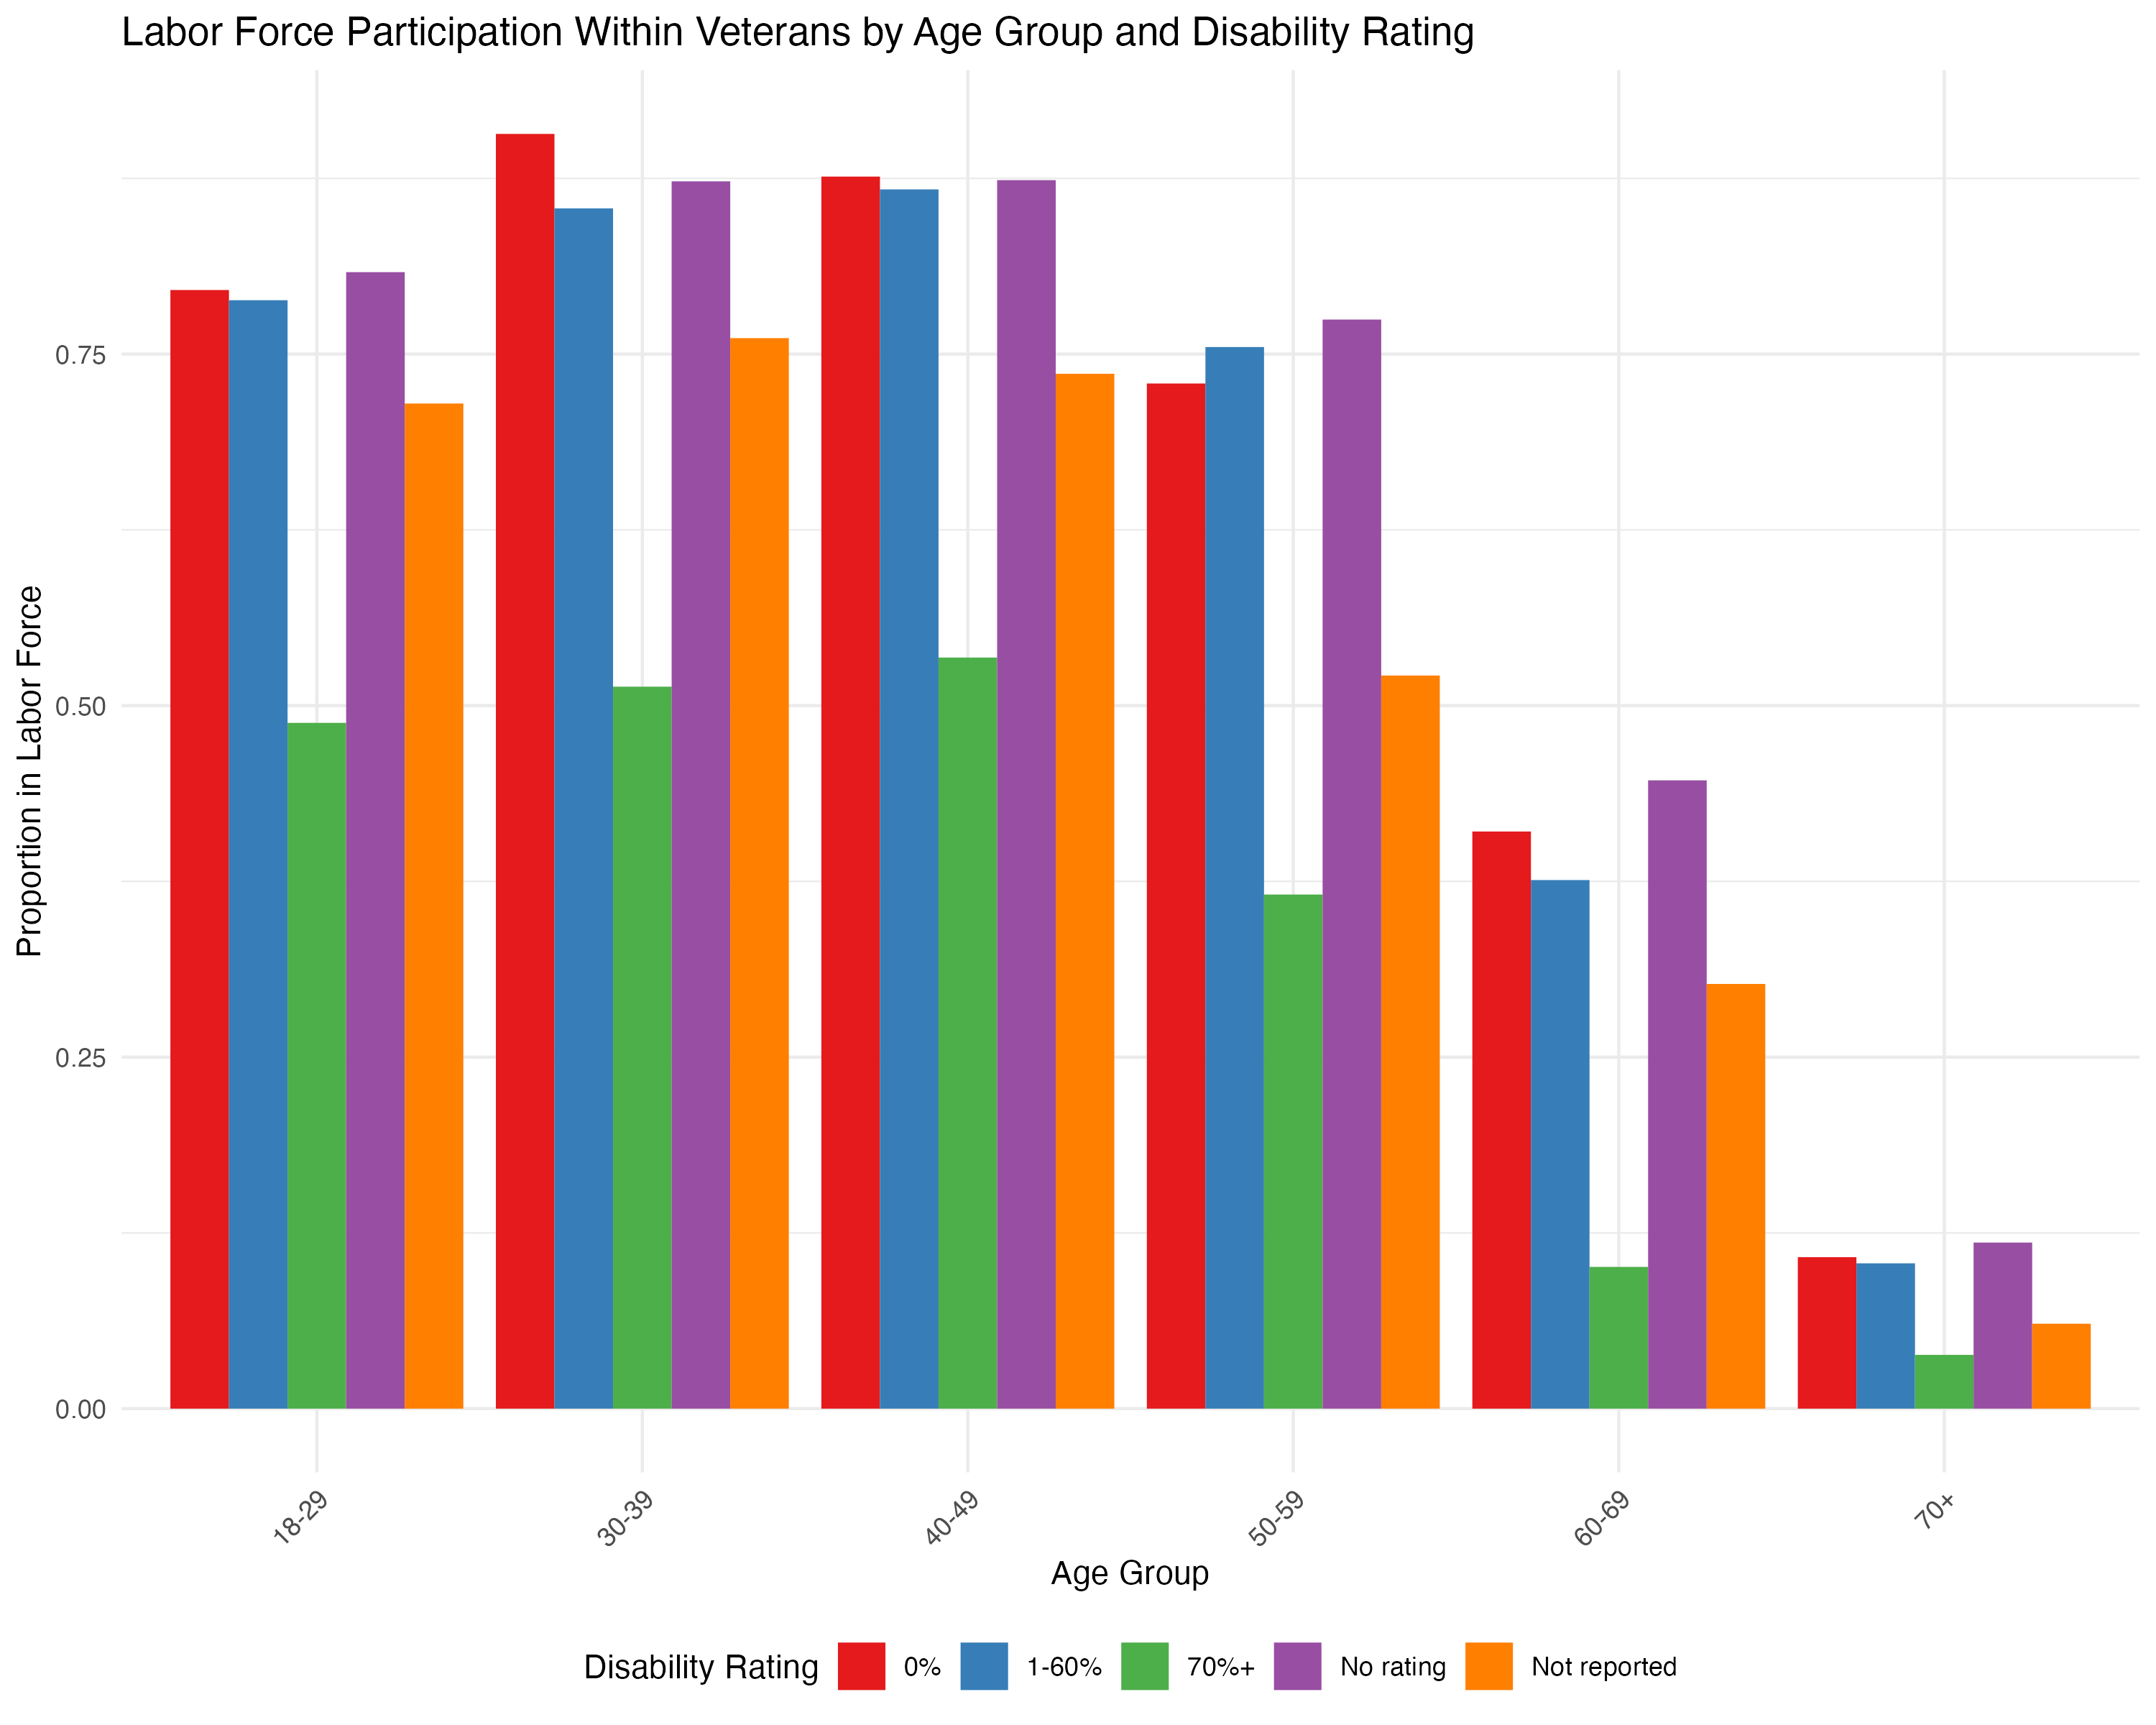 Labor Force Participation Within Veterans by Age Group and Disability Rating
Proportion in Labor Force
0.75
0.50
0.25
0.00
18-29
30-39
40-49
50-59
60-69
70+
Age Group
Disability Rating 0% 1-60% 70%+ No rating Not reported